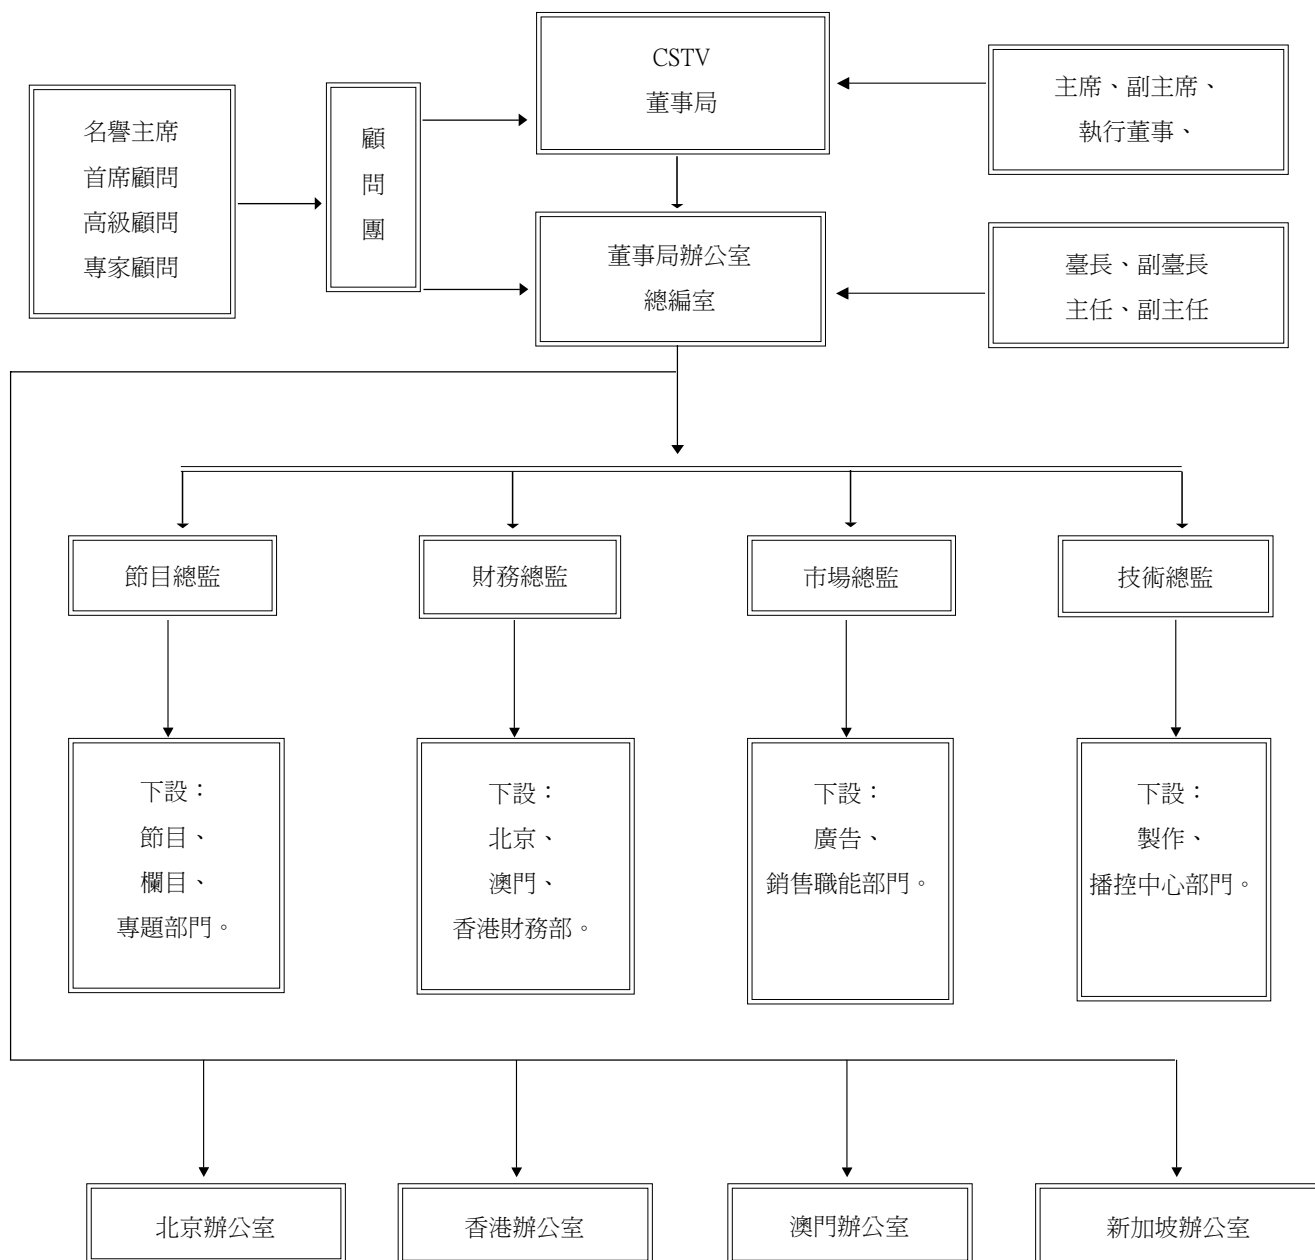 CSTV
董事局
主席、副主席、
執行董事、
名譽主席
首席顧問
高級顧問
專家顧問
顧
問
團
董事局辦公室
總編室
臺長、副臺長
主任、副主任
節目總監
財務總監
市場總監
技術總監
下設：
節目、
欄目、
專題部門。
下設：
北京、
澳門、
香港財務部。
下設：
廣告、
銷售職能部門。
下設：
製作、
播控中心部門。
北京辦公室
香港辦公室
澳門辦公室
新加坡辦公室